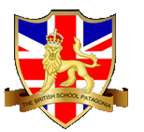 THE BRITISH SCHOOL PATAGONIA